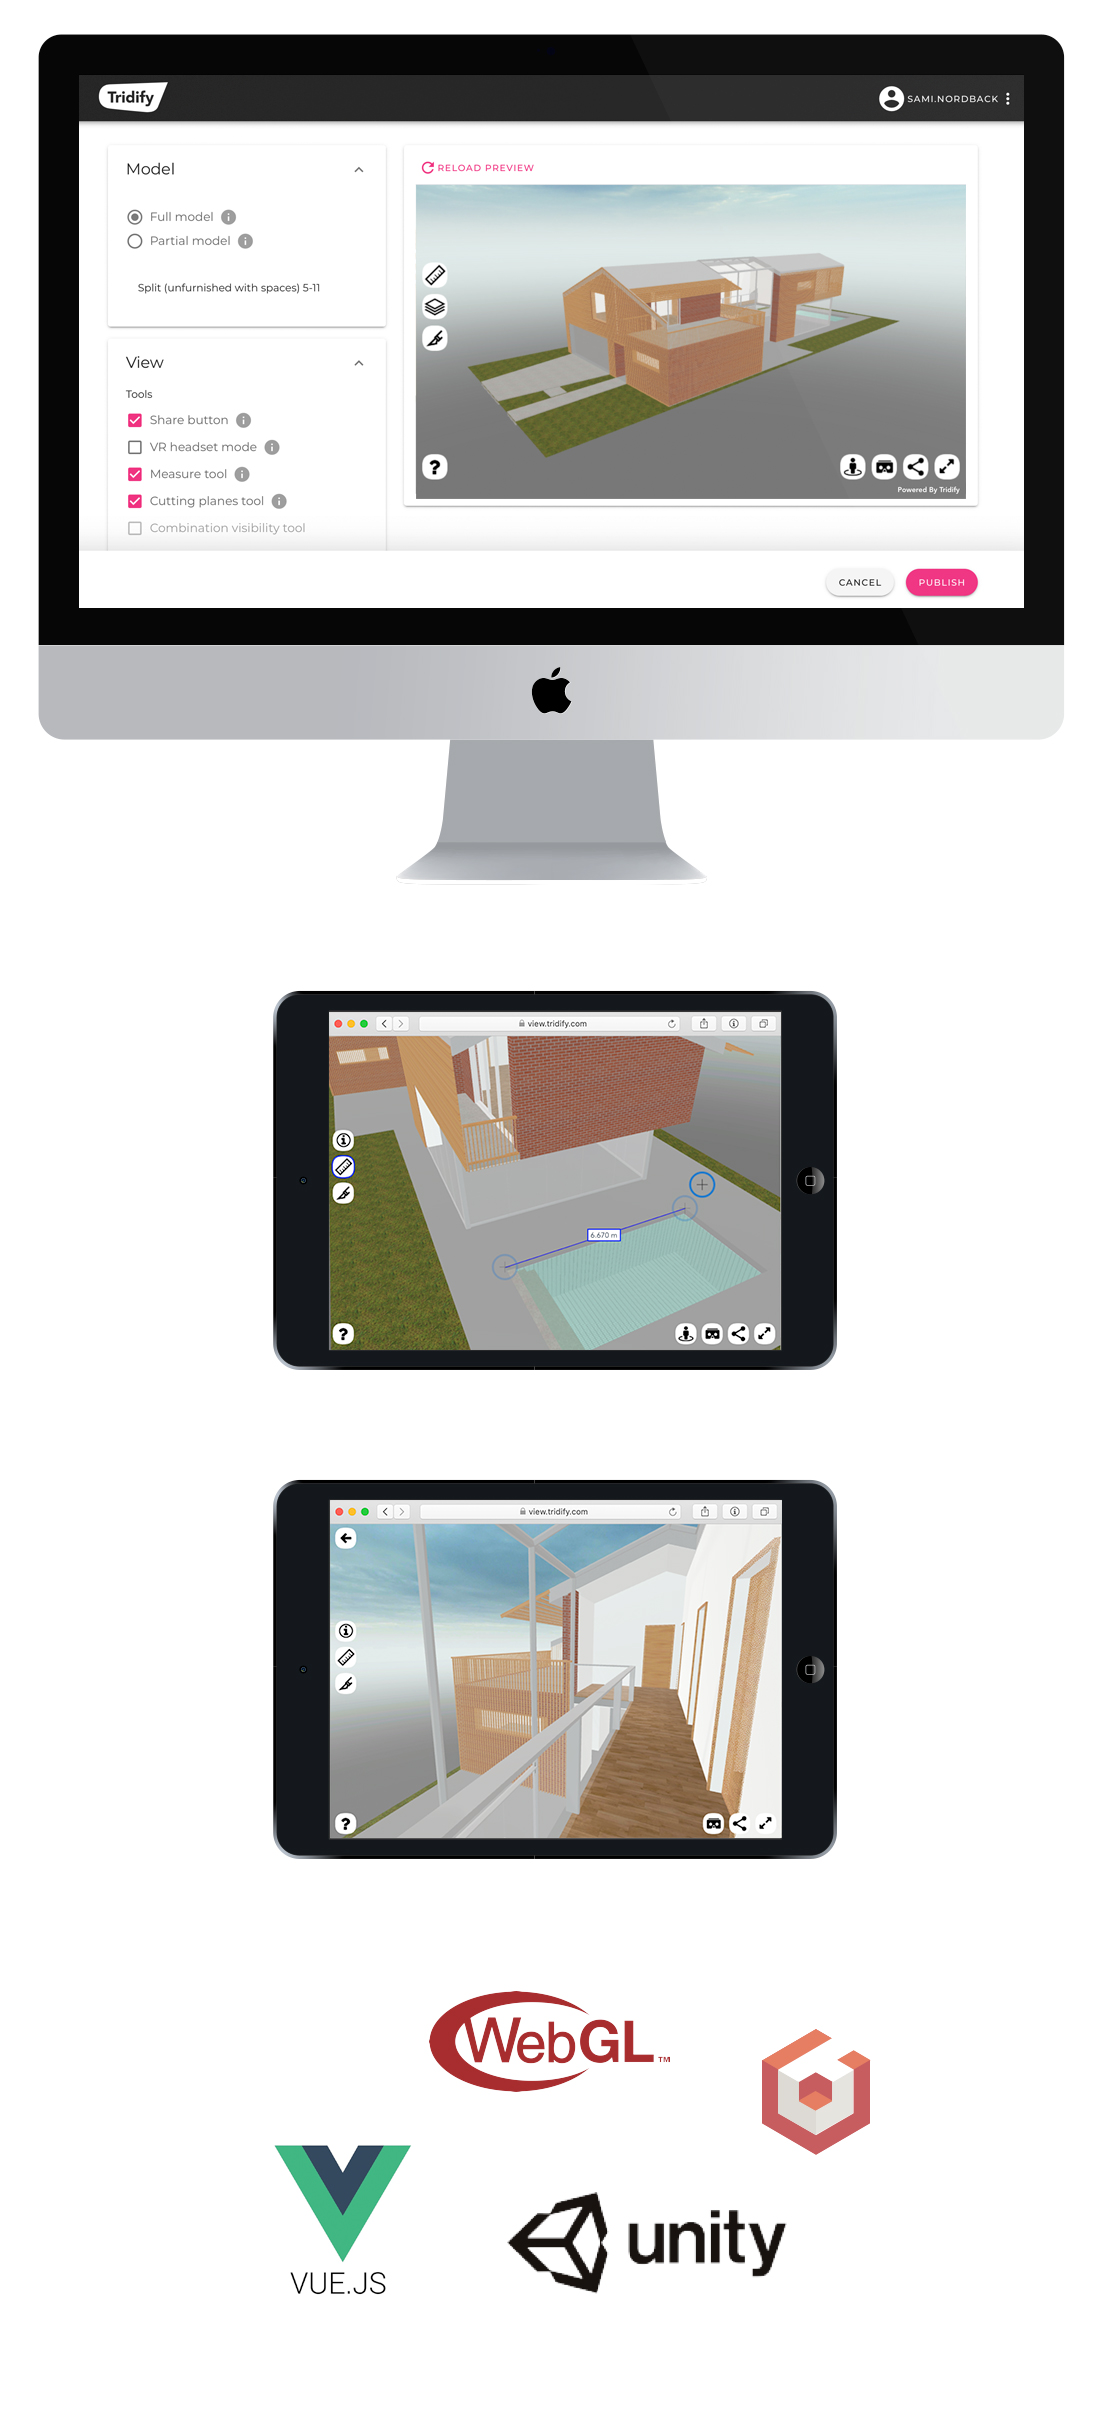 Tridify
SAMI.NORDBACK
Model
RELOAD PREVIEW
Full model
Partial model
Split (unfurnished with spaces) 5-11
View
Tools
Share button
VR headset mode
Measure tool
Cutting planes tool
Combination visibility tool
?
Powered By Tridify
CANCEL
PUBLISH
view.tridify.com
6.670 m
?
view.tridify.com
?
WebGL™
VUE.JS
unity